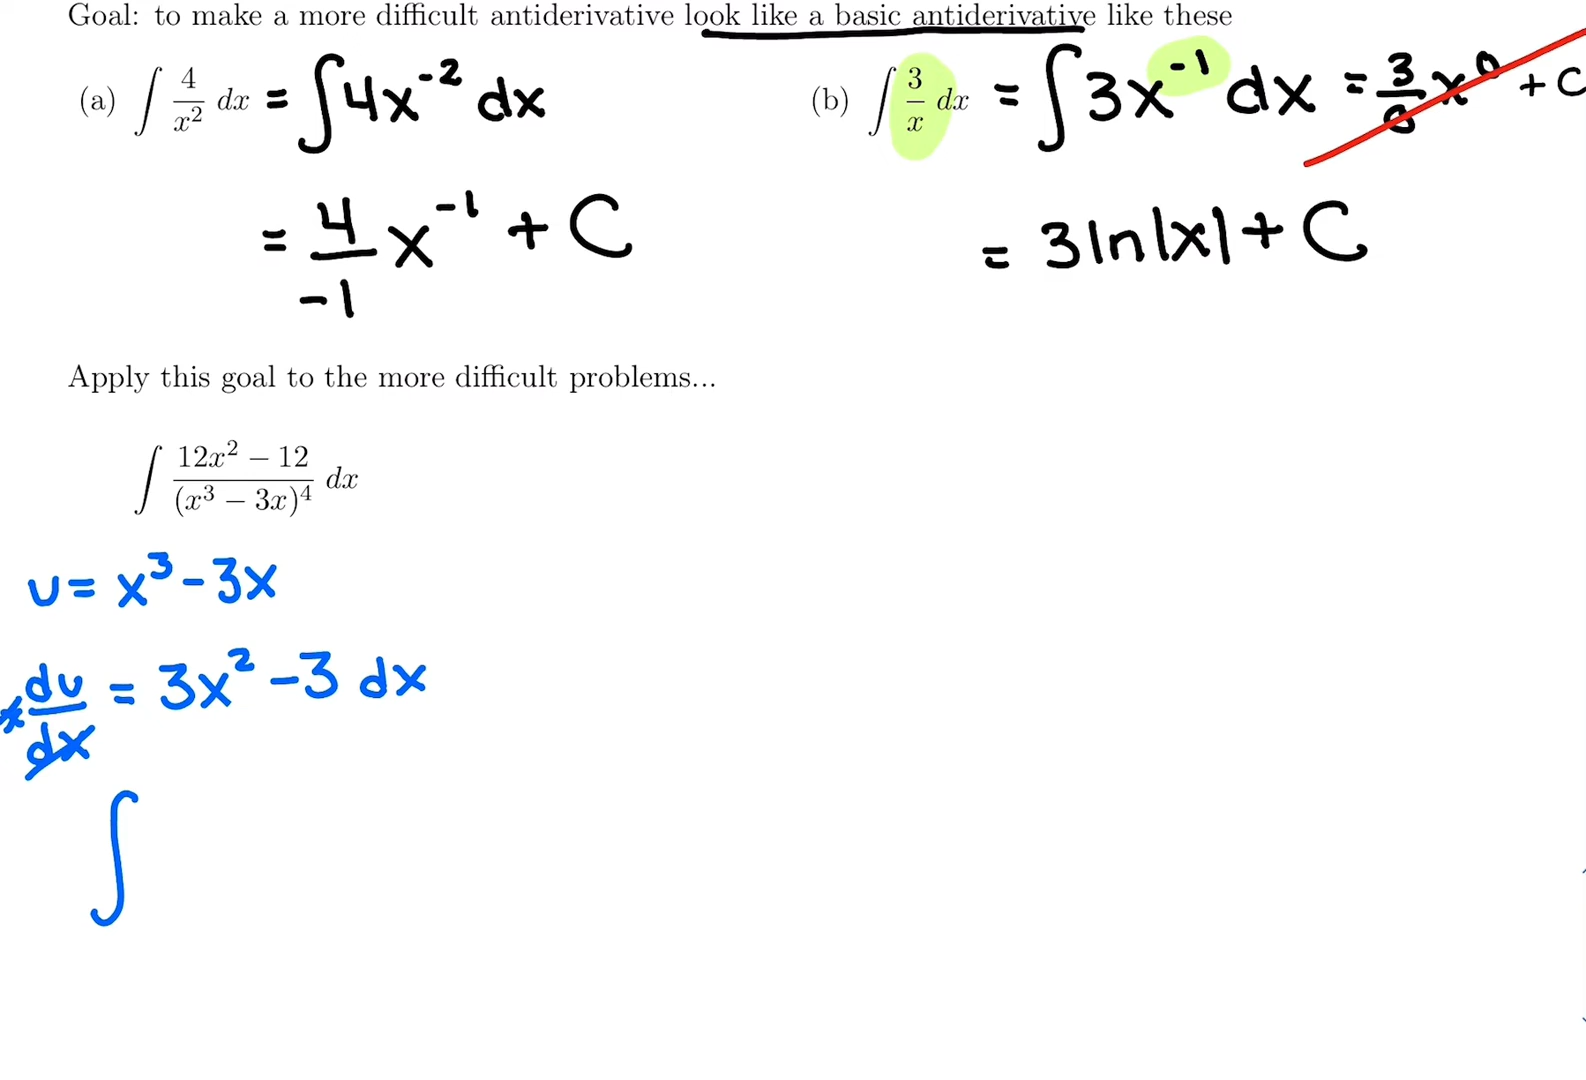 Goal: to make a more difficult antiderivative look like a basic antiderivative like these
(a) ∫ 4/x² dx = ∫4x⁻² dx
= 4/-1 x⁻¹ + C
(b) ∫ 3/x dx = ∫3x⁻¹ dx = 3/0 x⁰ + C
= 3ln|x| + C
Apply this goal to the more difficult problems...
∫ (12x² − 12)/(x³ − 3x)⁴ dx
u = x³ - 3x
*du/dx = 3x² - 3 dx
∫